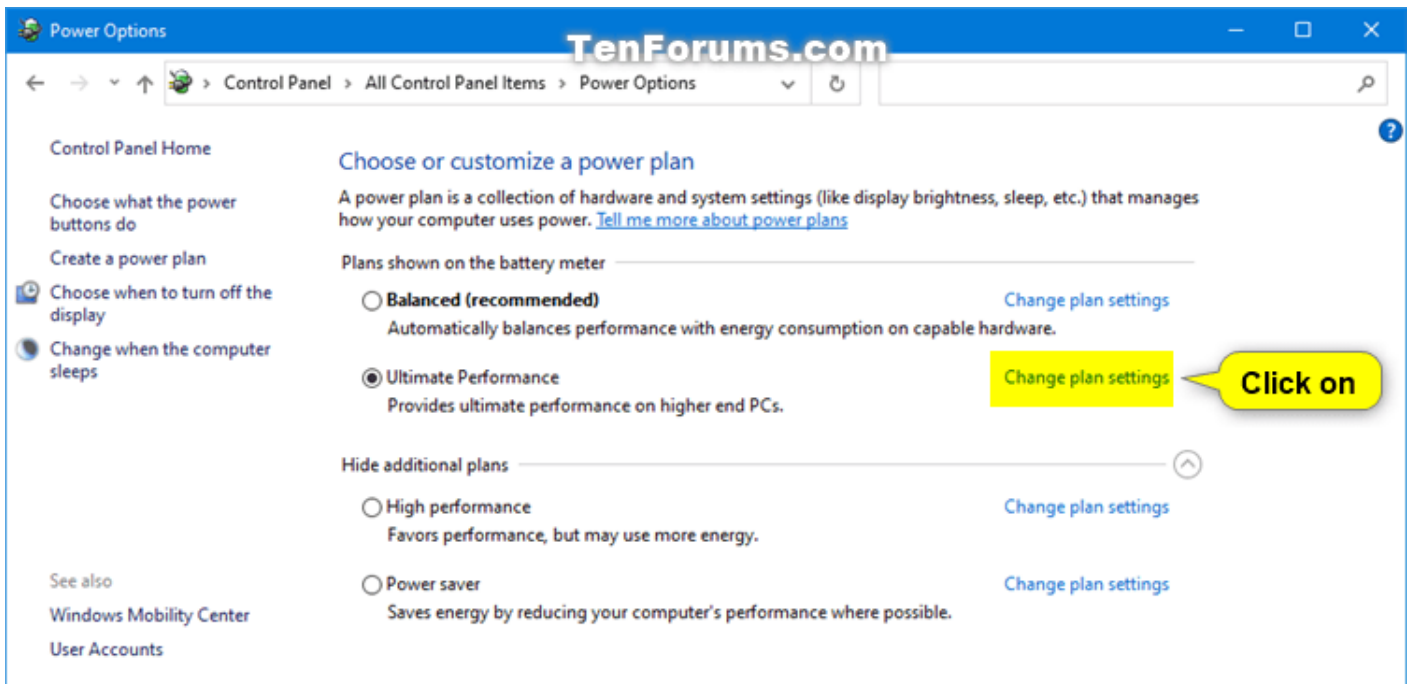 Power Options
TenForums.com
Control Panel > All Control Panel Items > Power Options
?
Control Panel Home
Choose what the power
buttons do
Create a power plan
Choose when to turn off the
display
Change when the computer
sleeps
See also
Windows Mobility Center
User Accounts
Choose or customize a power plan
A power plan is a collection of hardware and system settings (like display brightness, sleep, etc.) that manages
how your computer uses power. Tell me more about power plans
Plans shown on the battery meter
Balanced (recommended) Change plan settings
Automatically balances performance with energy consumption on capable hardware.
Ultimate Performance Change plan settings Click on
Provides ultimate performance on higher end PCs.
Hide additional plans
High performance Change plan settings
Favors performance, but may use more energy.
Power saver Change plan settings
Saves energy by reducing your computer's performance where possible.